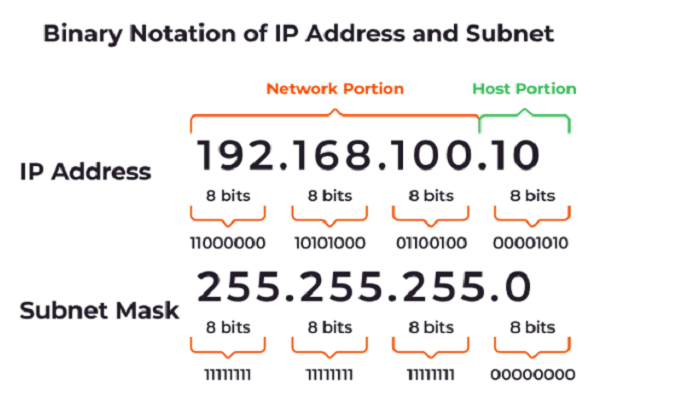 Binary Notation of IP Address and Subnet
Network Portion Host Portion
IP Address 192.168.100.10
8 bits 8 bits 8 bits 8 bits
11000000 10101000 01100100 00001010
Subnet Mask 255.255.255.0
8 bits 8 bits 8 bits 8 bits
11111111 11111111 11111111 00000000